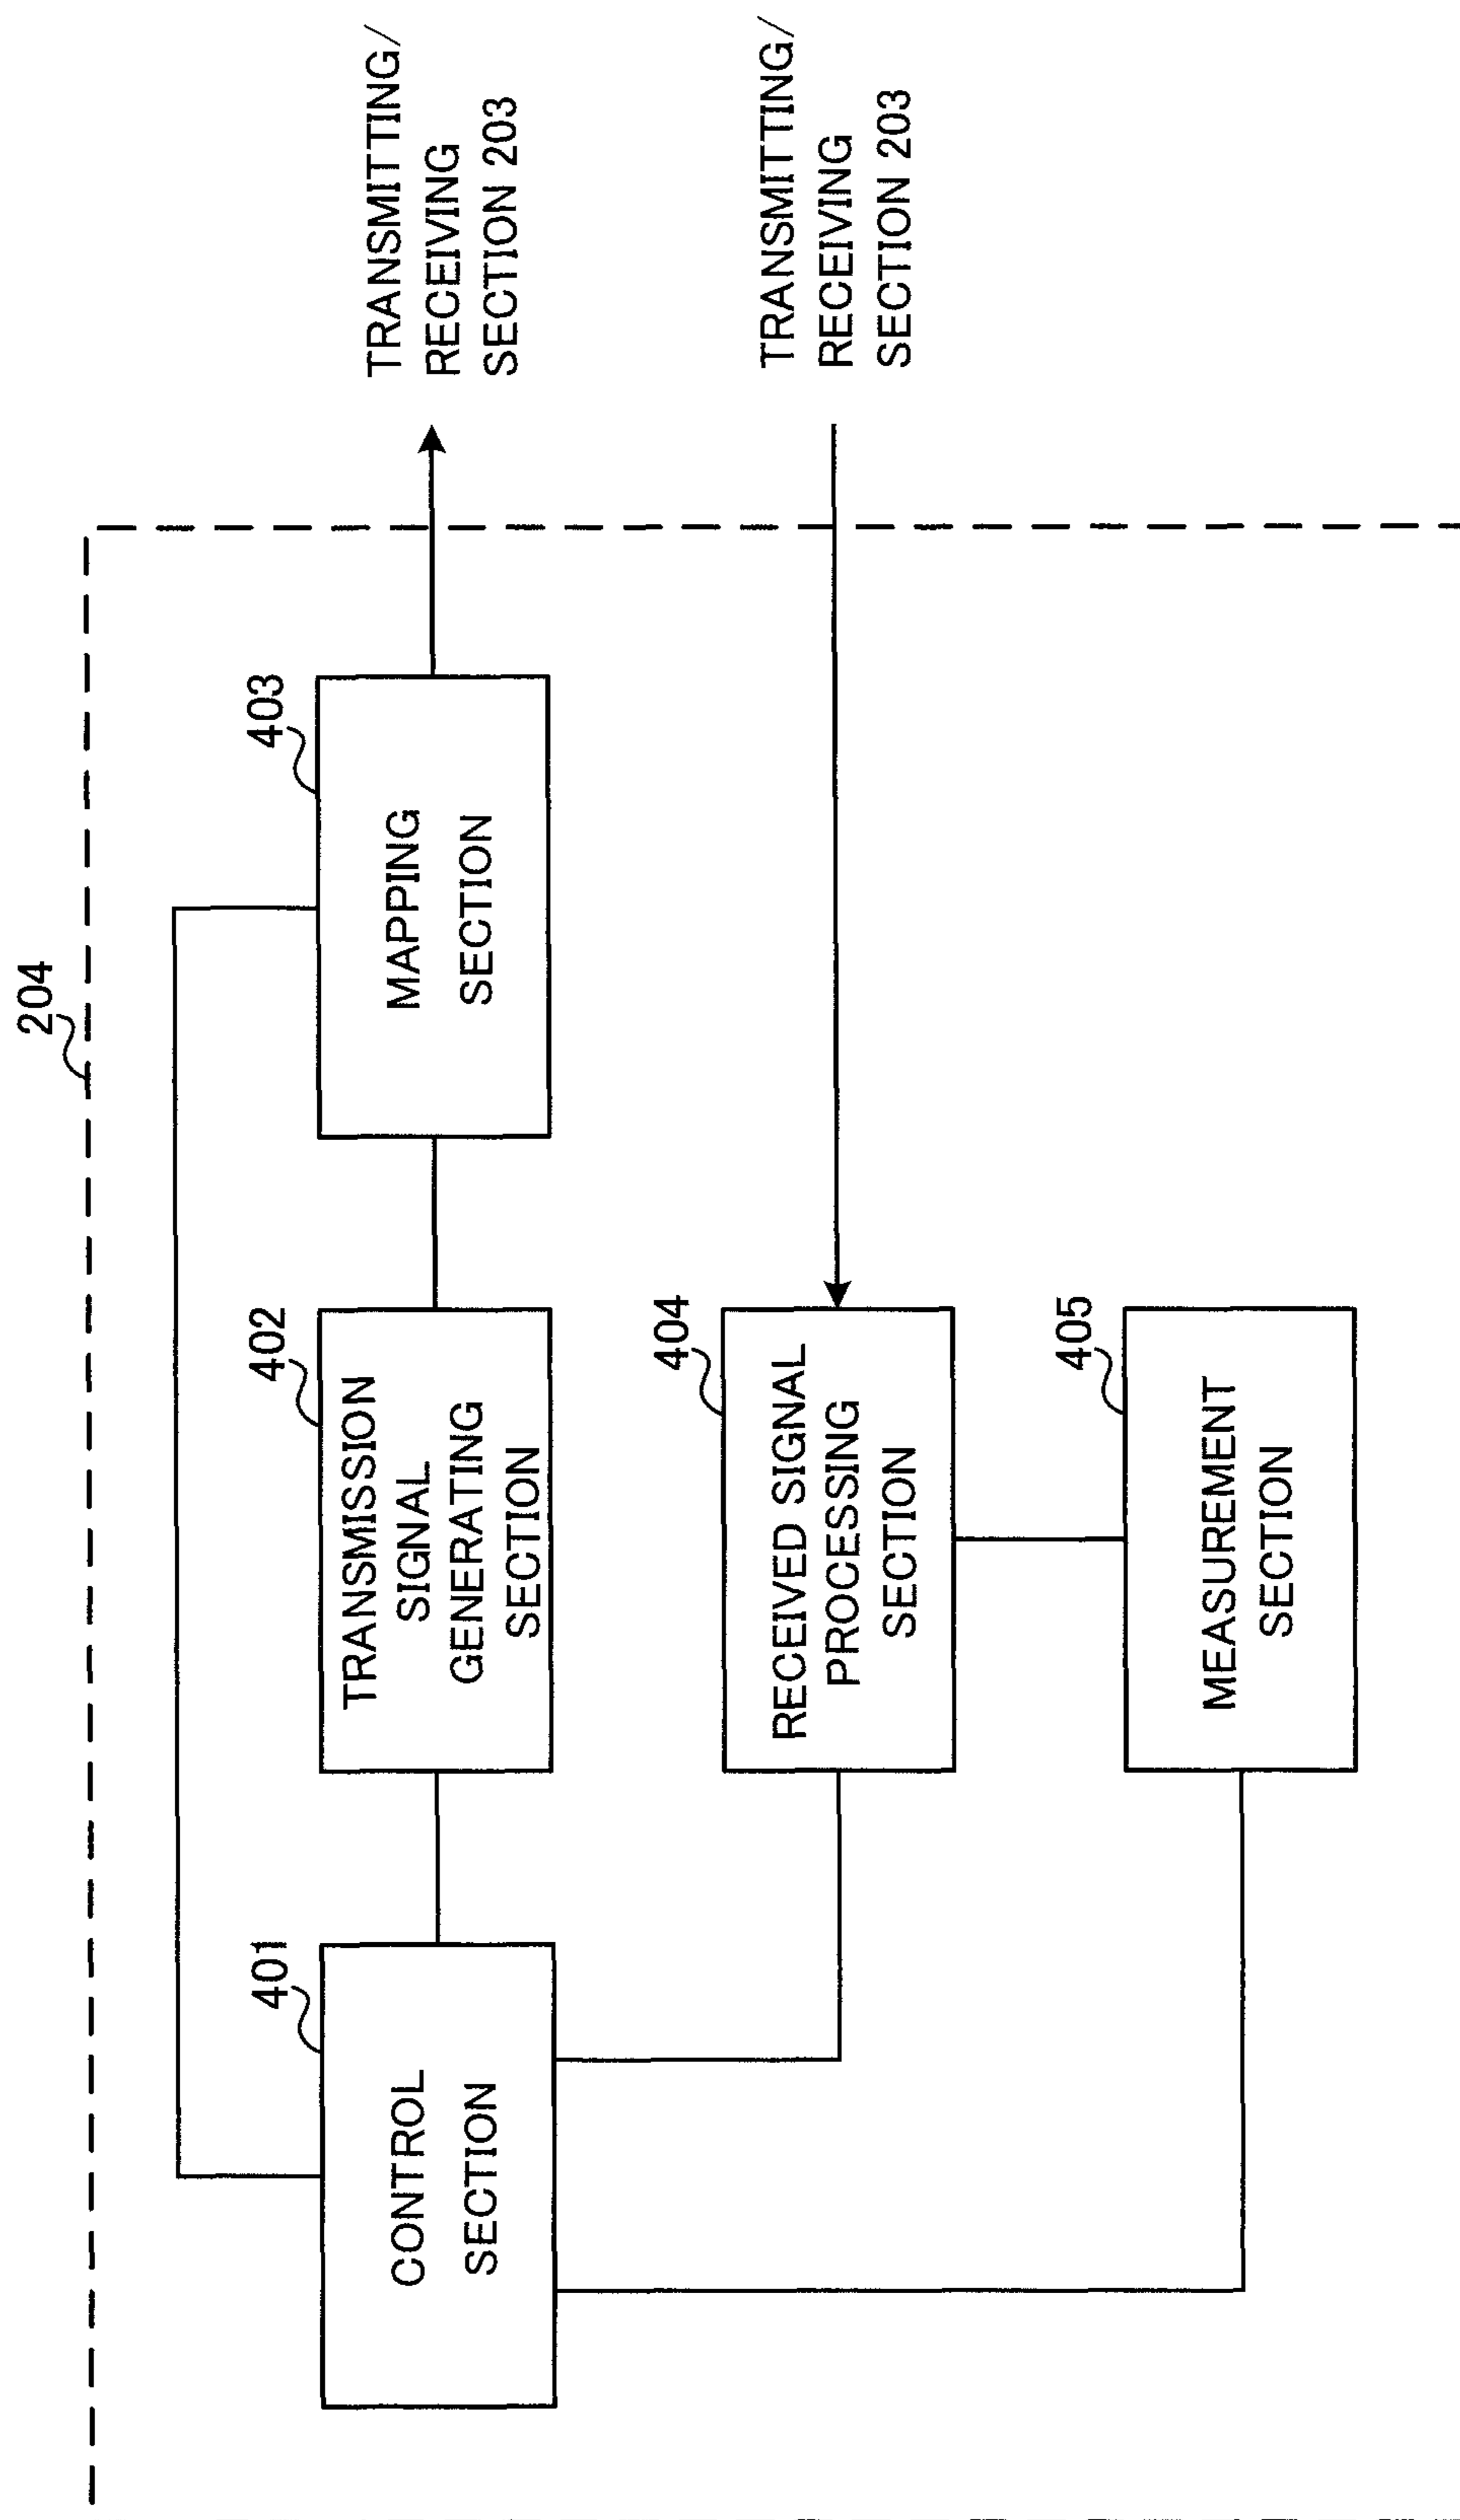 204
401
CONTROL
SECTION
402
TRANSMISSION
SIGNAL
GENERATING
SECTION
403
MAPPING
SECTION
TRANSMITTING/
RECEIVING
SECTION 203
404
RECEIVED SIGNAL
PROCESSING
SECTION
TRANSMITTING/
RECEIVING
SECTION 203
405
MEASUREMENT
SECTION